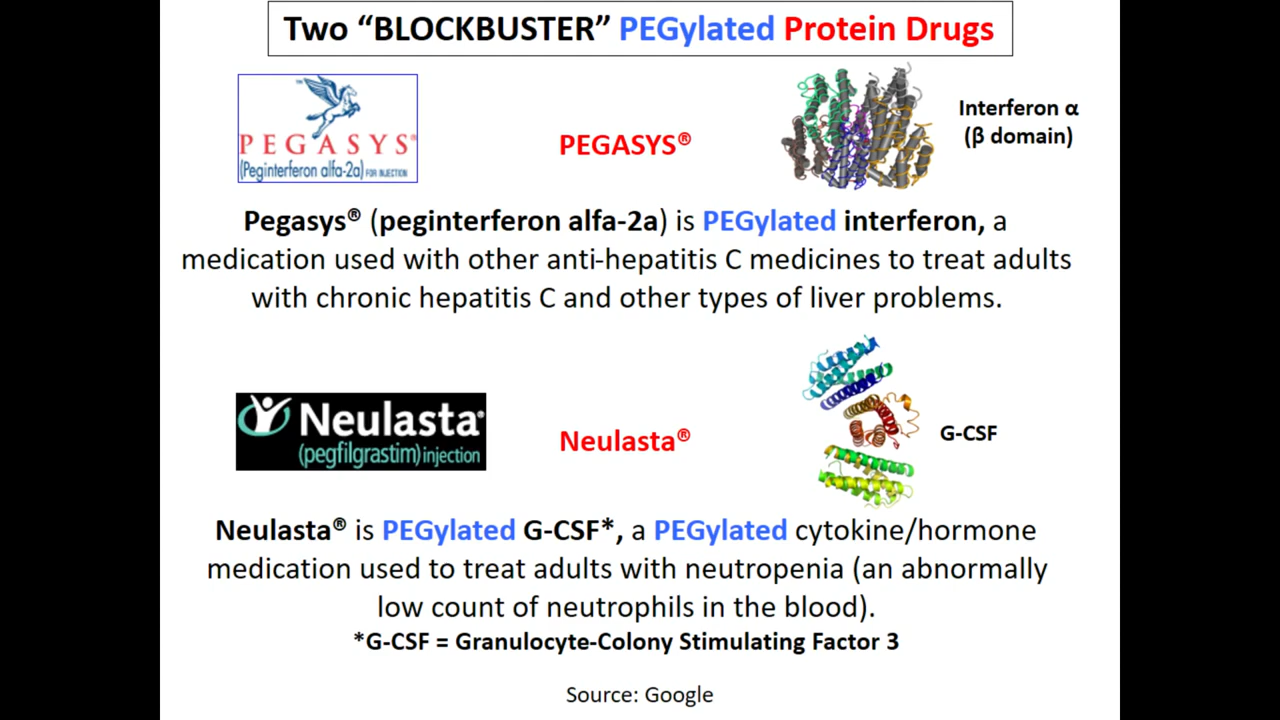 Two “BLOCKBUSTER” PEGylated Protein Drugs
PEGASYS®
(Peginterferon alfa-2a) FOR INJECTION
PEGASYS®
Interferon α
(β domain)
Pegasys® (peginterferon alfa-2a) is PEGylated interferon, a
medication used with other anti-hepatitis C medicines to treat adults
with chronic hepatitis C and other types of liver problems.
Neulasta®
(pegfilgrastim) injection
Neulasta®
G-CSF
Neulasta® is PEGylated G-CSF*, a PEGylated cytokine/hormone
medication used to treat adults with neutropenia (an abnormally
low count of neutrophils in the blood).
*G-CSF = Granulocyte-Colony Stimulating Factor 3
Source: Google